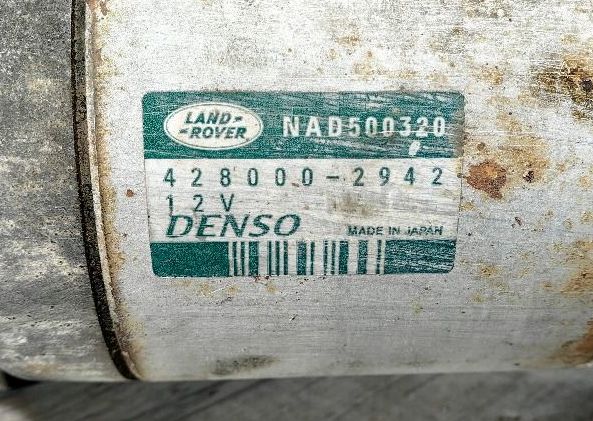 LAND-
-ROVER
NAD500320
428000-2942
12V
DENSO
MADE IN JAPAN